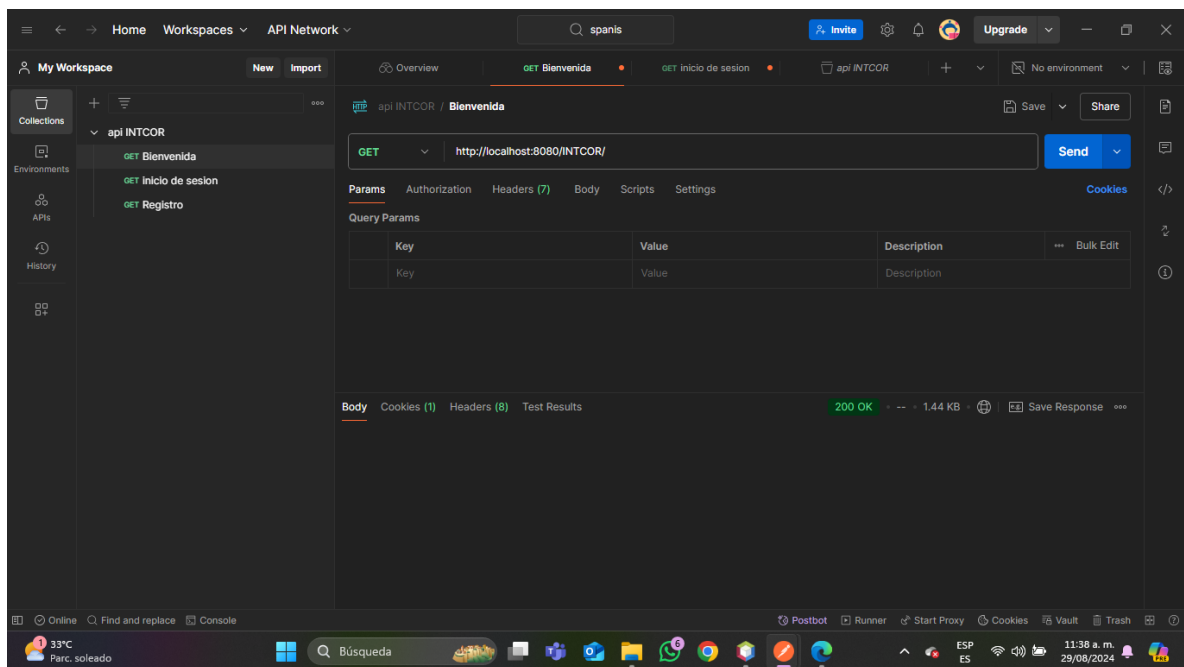 Home Workspaces API Network spanis Invite Upgrade
My Workspace New Import Overview GET Bienvenida GET inicio de sesion api INTCOR No environment
Collections
Environments
APIs
History
api INTCOR
GET Bienvenida
GET inicio de sesion
GET Registro
HTTP api INTCOR / Bienvenida Save Share
GET http://localhost:8080/INTCOR/ Send
Params Authorization Headers (7) Body Scripts Settings Cookies
Query Params
Key Value Description Bulk Edit
Key Value Description
Body Cookies (1) Headers (8) Test Results 200 OK -- 1.44 KB e.g. Save Response
Online Find and replace Console Postbot Runner Start Proxy Cookies Vault Trash
1 33°C Búsqueda 6 ESP 11:38 a. m.
Parc. soleado ES 29/08/2024 PRE